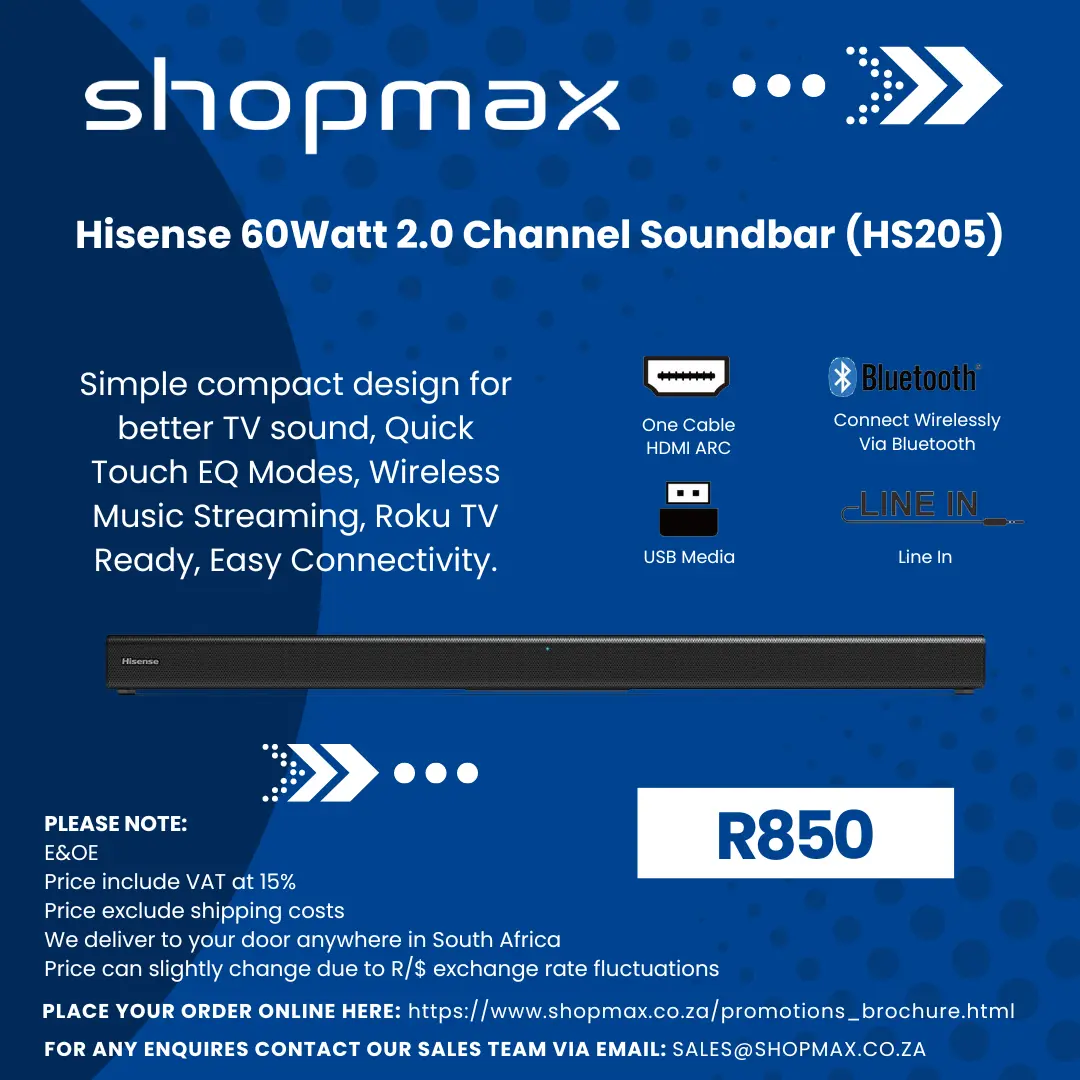 shopmax
Hisense 60Watt 2.0 Channel Soundbar (HS205)
Simple compact design for
better TV sound, Quick
Touch EQ Modes, Wireless
Music Streaming, Roku TV
Ready, Easy Connectivity.
One Cable
HDMI ARC
Bluetooth®
Connect Wirelessly
Via Bluetooth
USB Media
LINE IN
Line In
Hisense
R850
PLEASE NOTE:
E&OE
Price include VAT at 15%
Price exclude shipping costs
We deliver to your door anywhere in South Africa
Price can slightly change due to R/$ exchange rate fluctuations
PLACE YOUR ORDER ONLINE HERE: https://www.shopmax.co.za/promotions_brochure.html
FOR ANY ENQUIRES CONTACT OUR SALES TEAM VIA EMAIL: SALES@SHOPMAX.CO.ZA